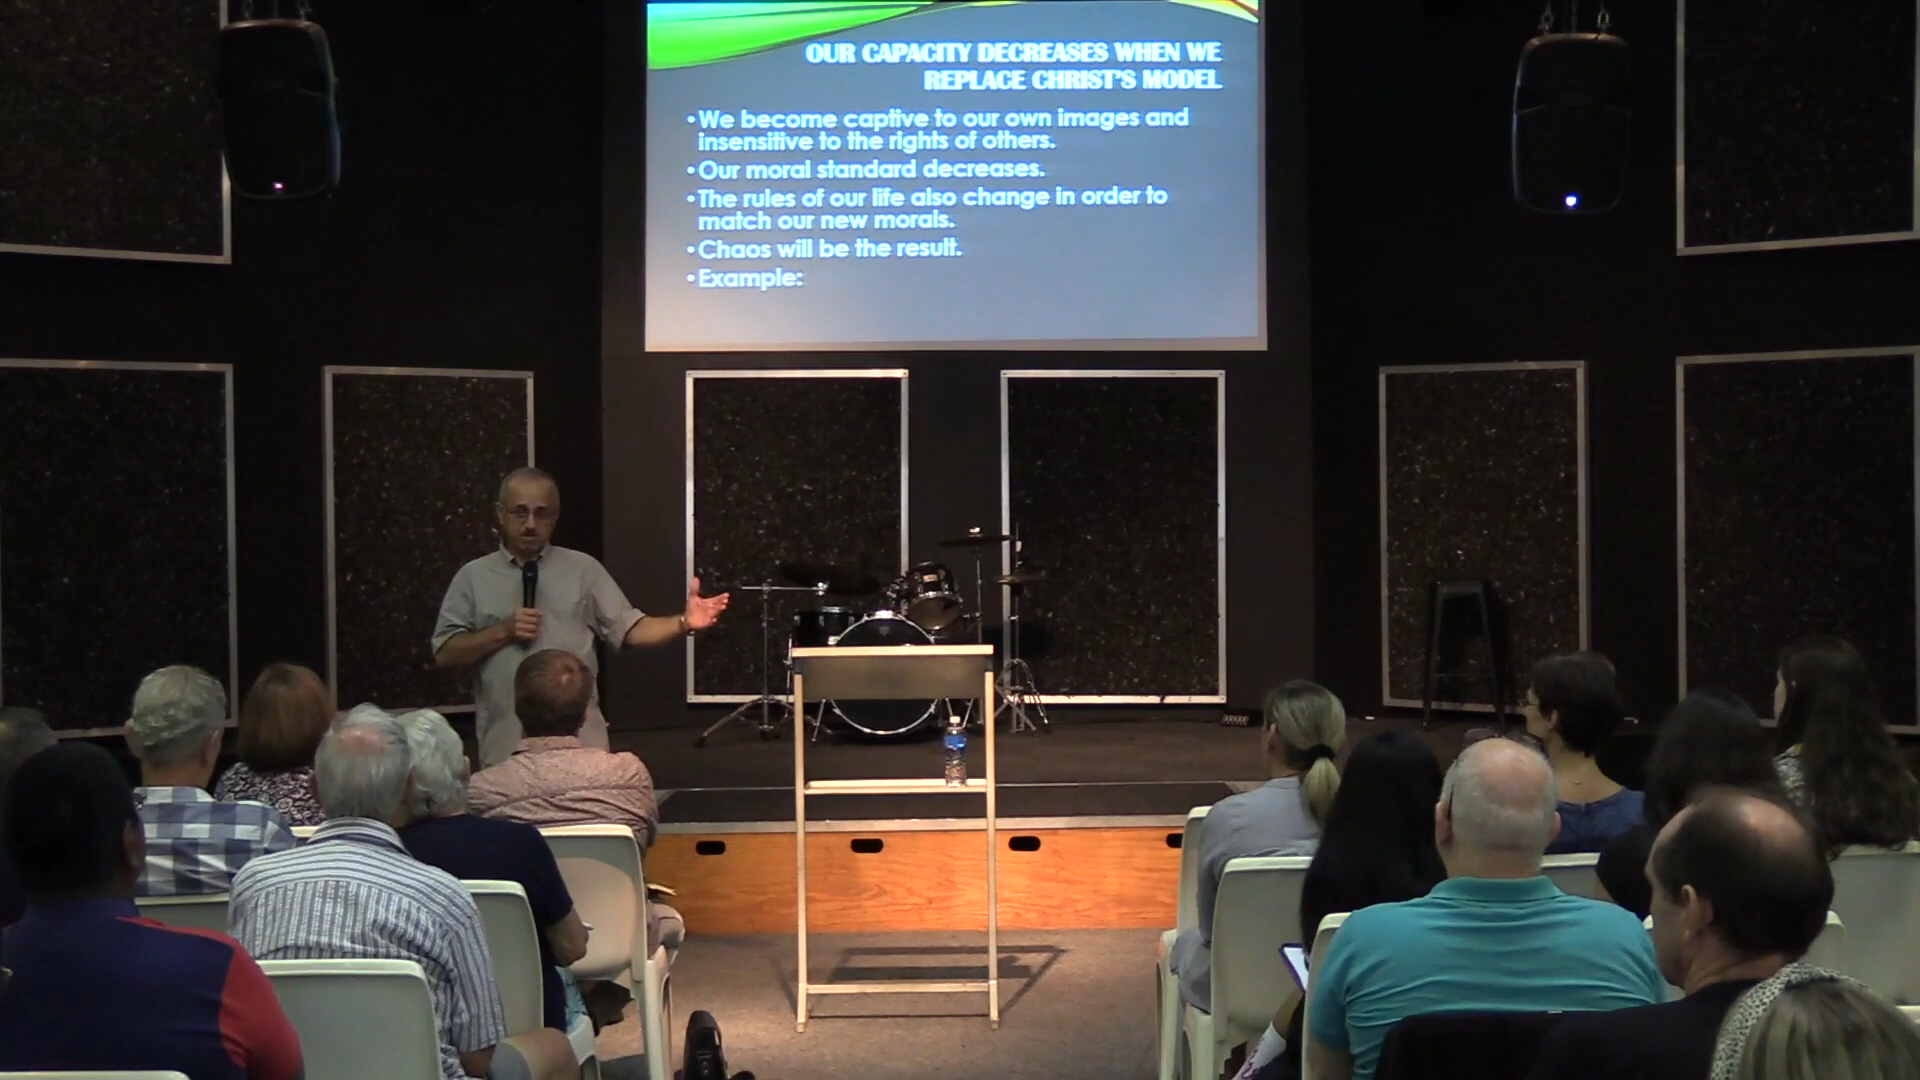 OUR CAPACITY DECREASES WHEN WE
REPLACE CHRIST'S MODEL
• We become captive to our own images and
insensitive to the rights of others.
• Our moral standard decreases.
• The rules of our life also change in order to
match our new morals.
• Chaos will be the result.
• Example: